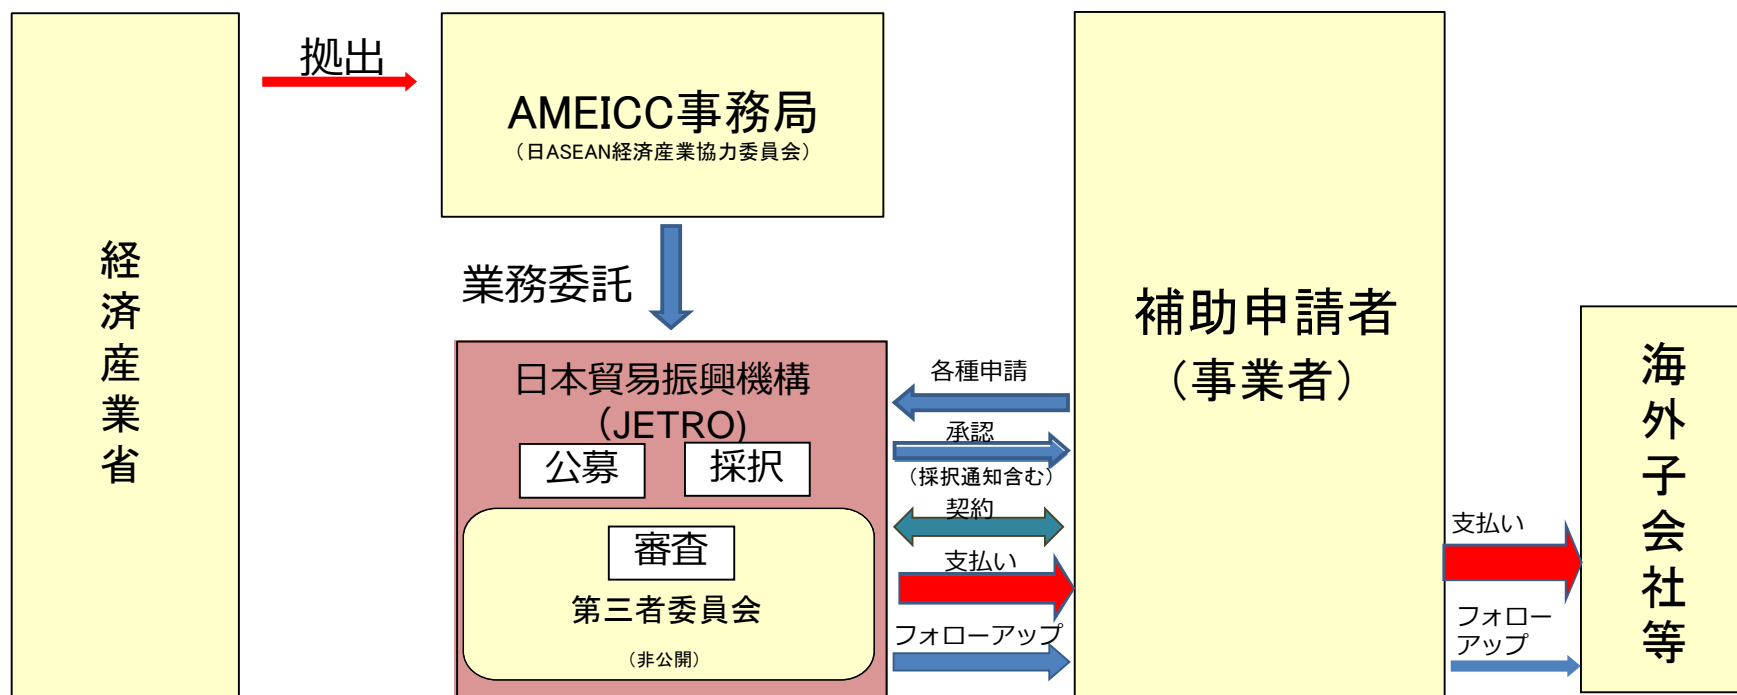 経済産業省
拠出
AMEICC事務局
（日ASEAN経済産業協力委員会）
業務委託
日本貿易振興機構
（JETRO)
公募
採択
審査
第三者委員会
（非公開）
各種申請
承認
（採択通知含む）
契約
支払い
フォローアップ
補助申請者
（事業者）
支払い
フォロー
アップ
海外子会社等